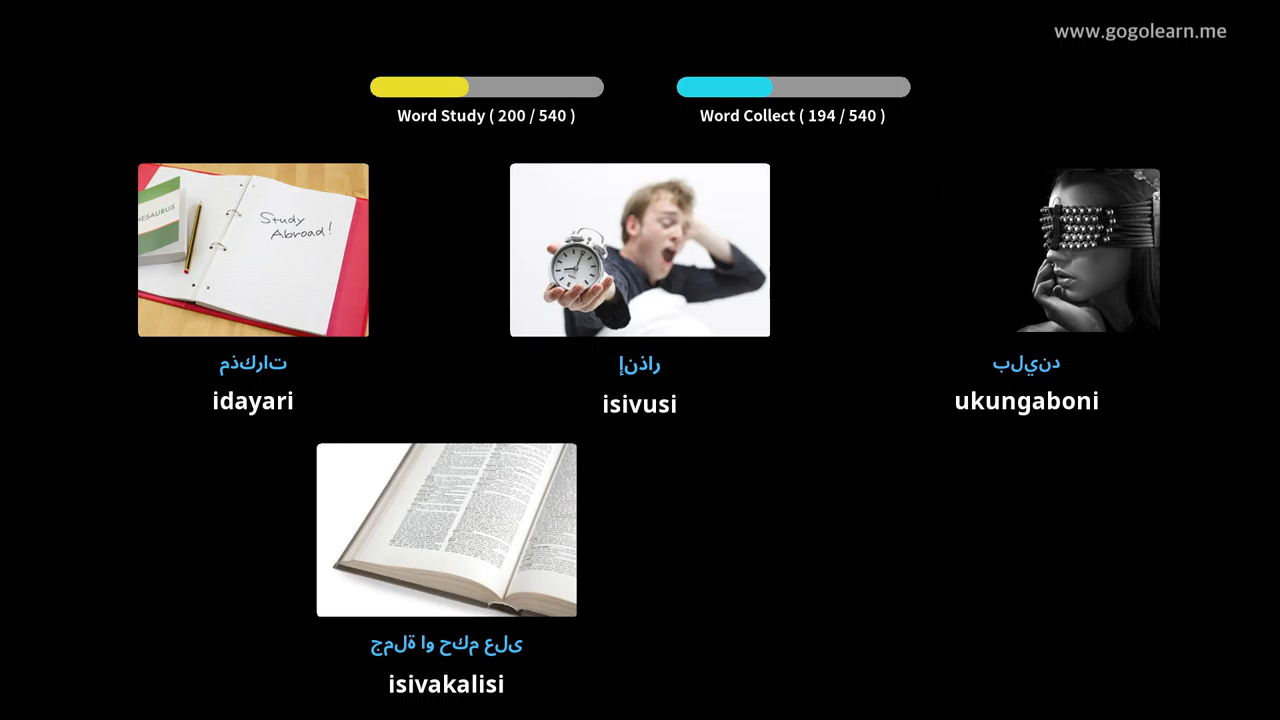 www.gogolearn.me
Word Study ( 200 / 540 )
Word Collect ( 194 / 540 )
HESAURUS
Study
Abroad!
مذكرات
إنذار
بليند
idayari
isivusi
ukungaboni
جملة او حكم على
isivakalisi